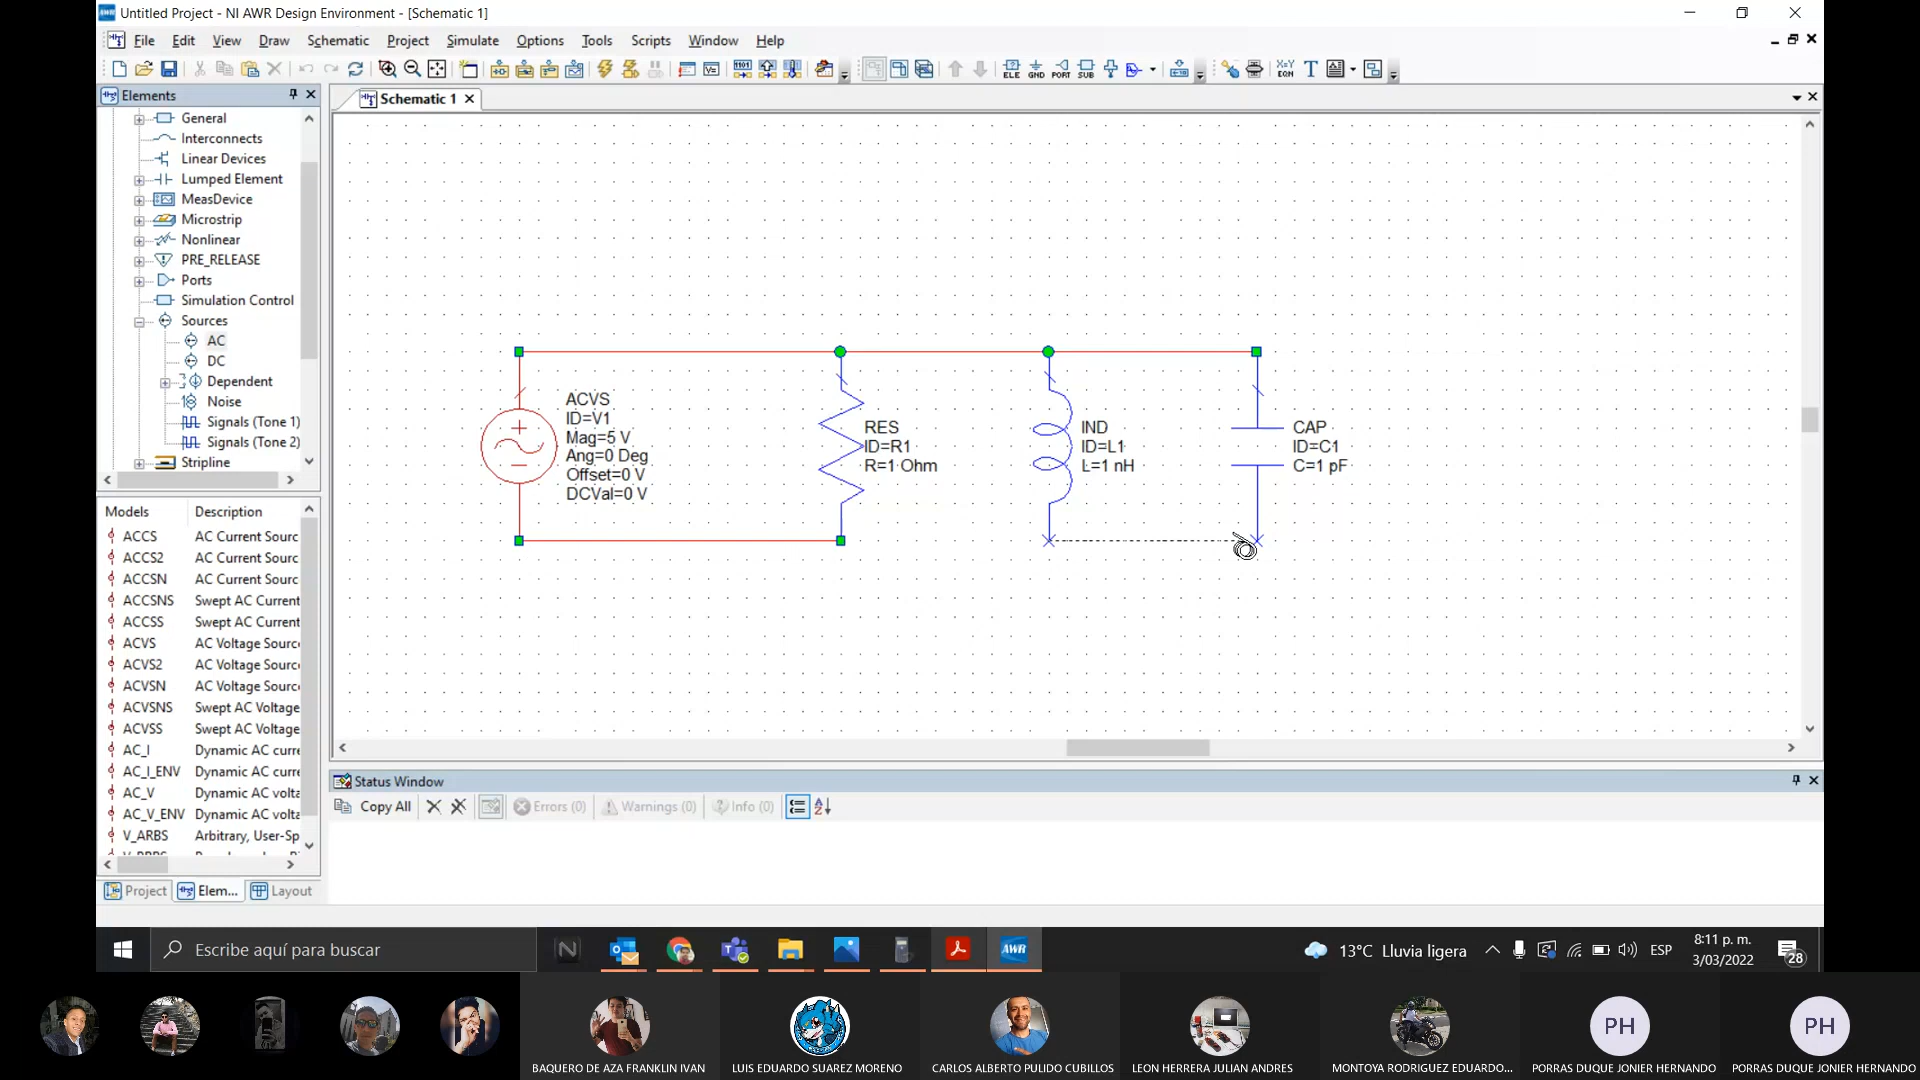 Untitled Project - NI AWR Design Environment - [Schematic 1]
File Edit View Draw Schematic Project Simulate Options Tools Scripts Window Help
ELE GND PORT SUB X=Y EQN
Elements
Schematic 1
General
Interconnects
Linear Devices
Lumped Element
MeasDevice
Microstrip
Nonlinear
PRE_RELEASE
Ports
Simulation Control
Sources
AC
DC
Dependent
Noise
Signals (Tone 1)
Signals (Tone 2)
Stripline
ACVS
ID=V1
Mag=5 V
Ang=0 Deg
Offset=0 V
DCVal=0 V
RES
ID=R1
R=1 Ohm
IND
ID=L1
L=1 nH
CAP
ID=C1
C=1 pF
Models Description
ACCS AC Current Sourc
ACCS2 AC Current Sourc
ACCSN AC Current Sourc
ACCSNS Swept AC Current
ACCSS Swept AC Current
ACVS AC Voltage Sourc
ACVS2 AC Voltage Sourc
ACVSN AC Voltage Sourc
ACVSNS Swept AC Voltage
ACVSS Swept AC Voltage
AC_I Dynamic AC curre
AC_I_ENV Dynamic AC curre
AC_V Dynamic AC volta
AC_V_ENV Dynamic AC volta
V_ARBS Arbitrary, User-Sp
Project Elem... Layout
Status Window
Copy All Errors (0) Warnings (0) Info (0)
Escribe aquí para buscar
AWR
13°C Lluvia ligera
ESP
8:11 p. m.
3/03/2022
28
PH
PH
BAQUERO DE AZA FRANKLIN IVAN
LUIS EDUARDO SUAREZ MORENO
CARLOS ALBERTO PULIDO CUBILLOS
LEON HERRERA JULIAN ANDRES
MONTOYA RODRIGUEZ EDUARDO...
PORRAS DUQUE JONIER HERNANDO
PORRAS DUQUE JONIER HERNANDO